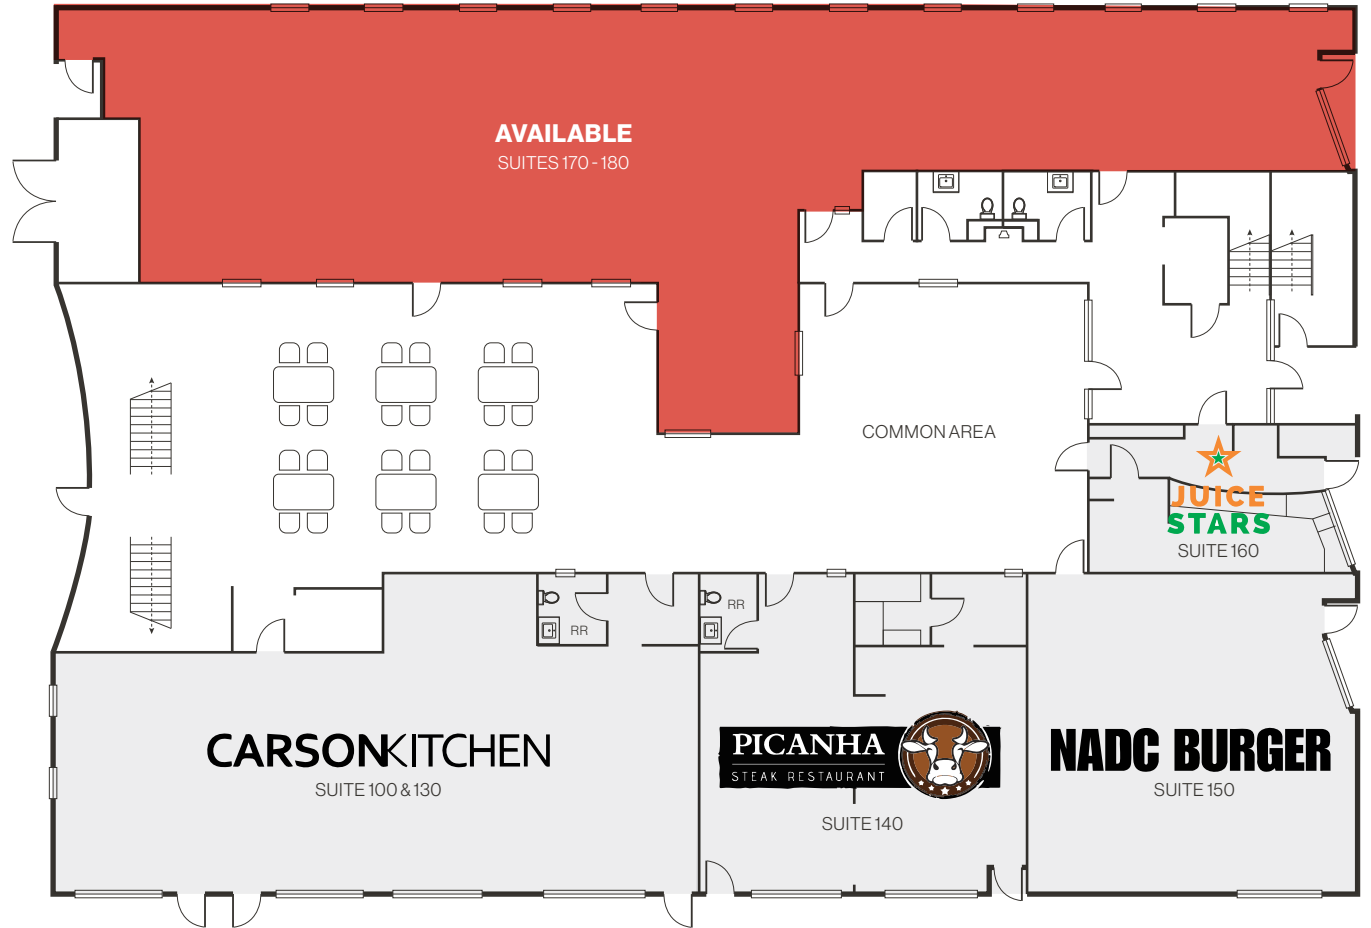 AVAILABLE
SUITES 170 - 180
COMMON AREA
JUICE
STARS
SUITE 160
RR
RR
CARSONKITCHEN
SUITE 100 & 130
PICANHA
STEAK RESTAURANT
SUITE 140
NADC BURGER
SUITE 150